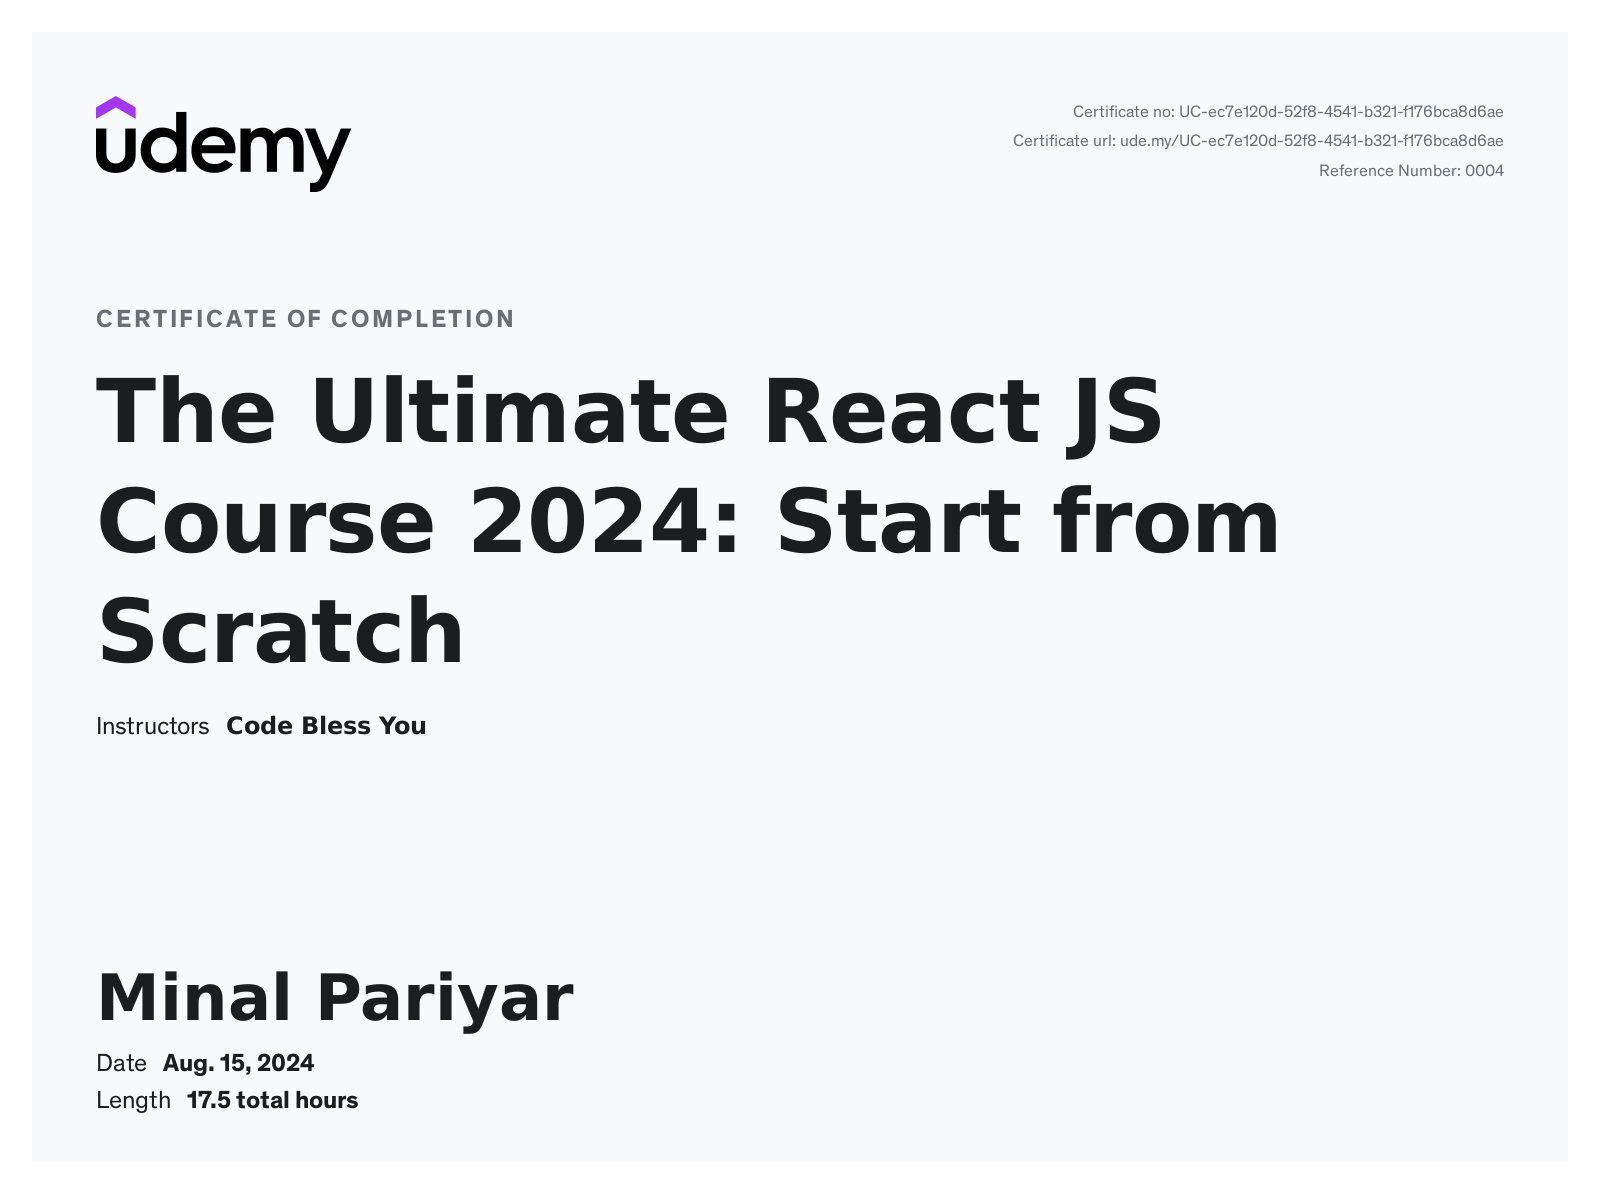 udemy
Certificate no: UC-ec7e120d-52f8-4541-b321-f176bca8d6ae
Certificate url: ude.my/UC-ec7e120d-52f8-4541-b321-f176bca8d6ae
Reference Number: 0004
CERTIFICATE OF COMPLETION
The Ultimate React JS
Course 2024: Start from
Scratch
Instructors Code Bless You
Minal Pariyar
Date Aug. 15, 2024
Length 17.5 total hours